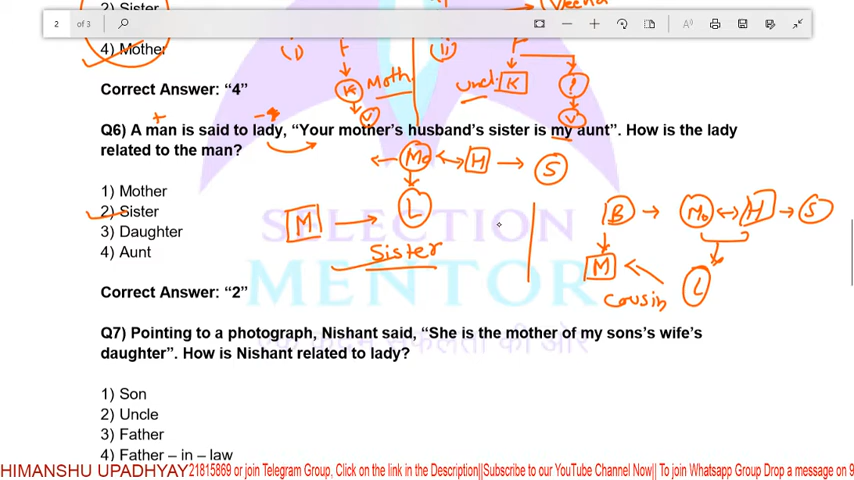 2) Sister
Veena
2
of 3
4) Mother
(i)
(ii)
F
F
K
Moth
Uncl.
K
?
V
V
Correct Answer: “4”
+
-
Q6) A man is said to lady, “Your mother’s husband’s sister is my aunt”. How is the lady
related to the man?
Mo
H
S
1) Mother
2) Sister
3) Daughter
4) Aunt
M
L
Sister
B
Mo
H
S
M
L
cousin
SELECTION
MENTOR
Correct Answer: “2”
Q7) Pointing to a photograph, Nishant said, “She is the mother of my sons’s wife’s
daughter”. How is Nishant related to lady?
1) Son
2) Uncle
3) Father
4) Father – in – law
HIMANSHU UPADHYAY 21815869 or join Telegram Group, Click on the link in the Description||Subscribe to our YouTube Channel Now|| To join Whatsapp Group Drop a message on 9